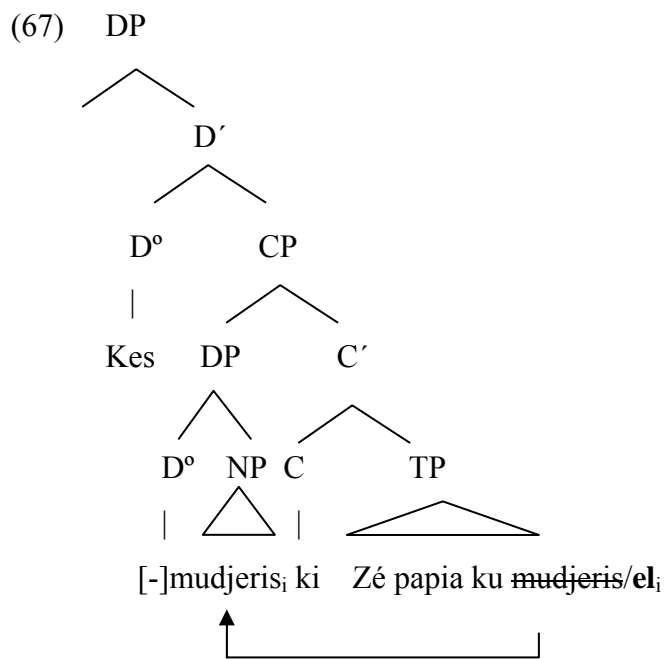 (67) DP
D´
Dº CP
|
Kes DP C´
Dº NP C TP
| |
[-]mudjerisᵢ ki Zé papia ku mudjeris/elᵢ